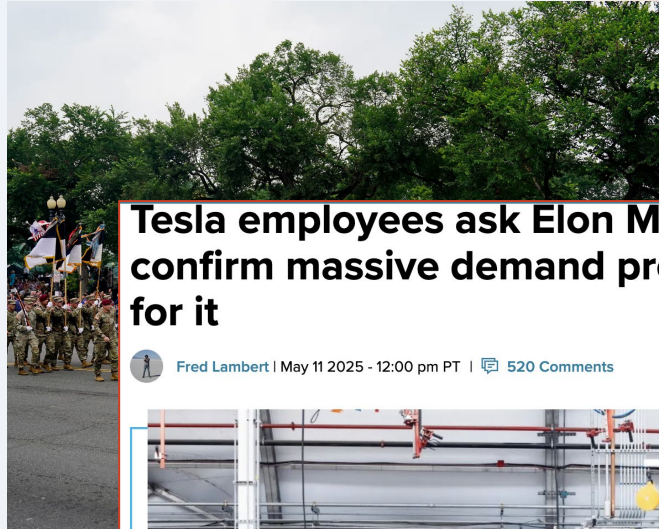 Tesla employees ask Elon M
confirm massive demand pr
for it
Fred Lambert | May 11 2025 - 12:00 pm PT | 520 Comments